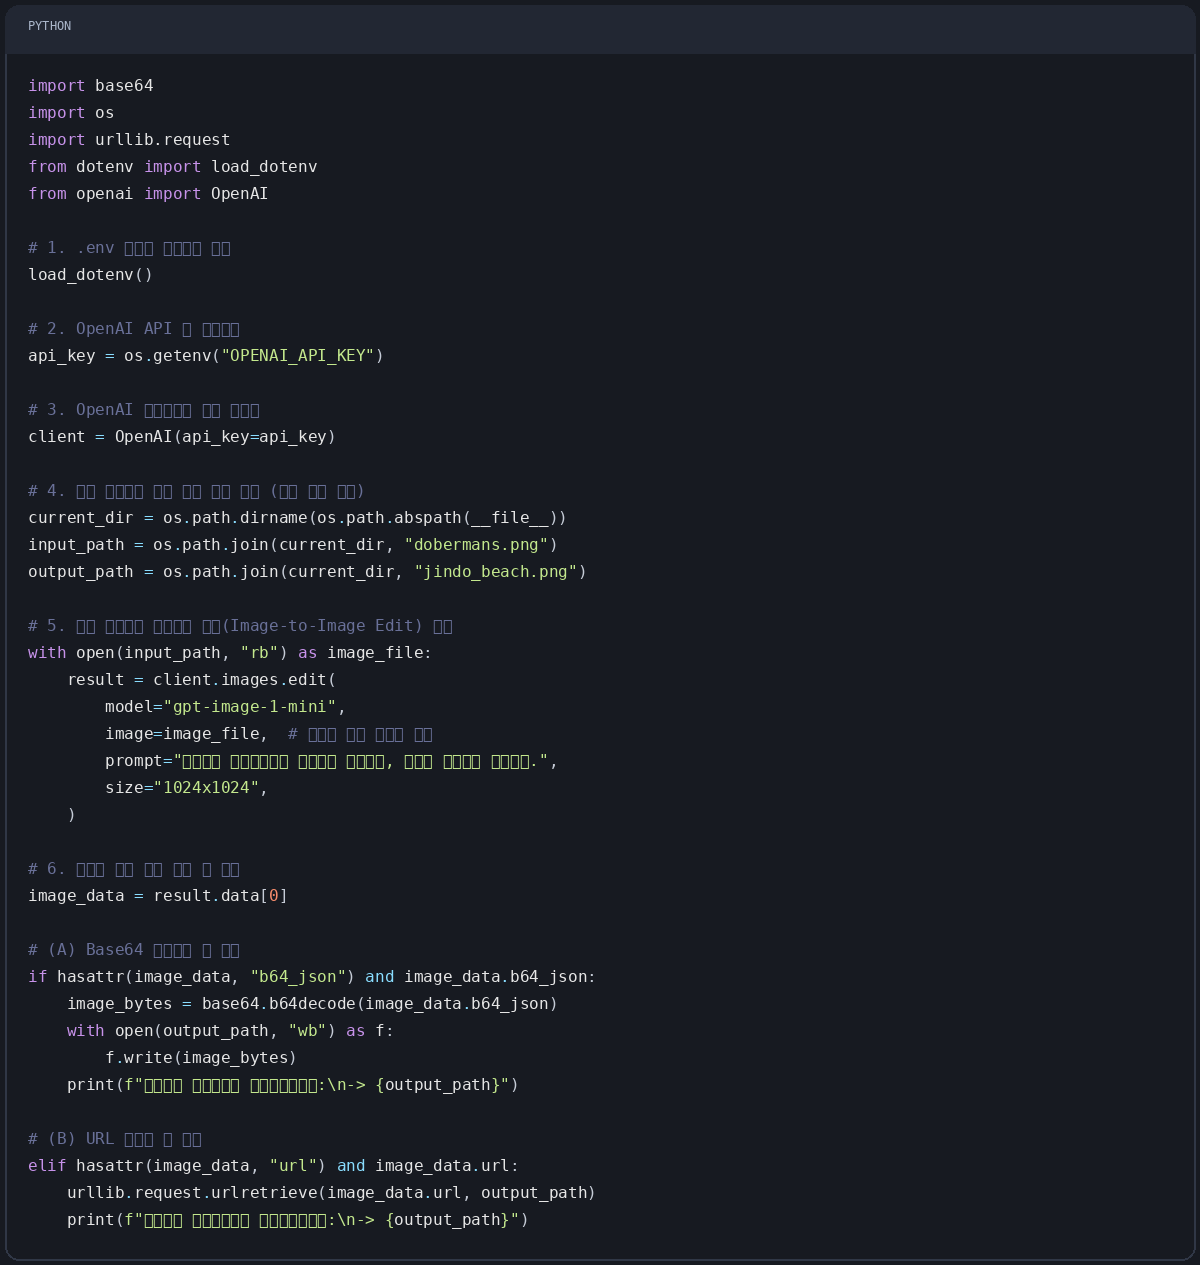 PYTHON
import base64
import os
import urllib.request
from dotenv import load_dotenv
from openai import OpenAI
# 1. .env
load_dotenv()
# 2. OpenAI API
api_key = os.getenv("OPENAI_API_KEY")
# 3. OpenAI
client = OpenAI(api_key=api_key)
# 4.
current_dir = os.path.dirname(os.path.abspath(__file__))
input_path = os.path.join(current_dir, "dobermans.png")
output_path = os.path.join(current_dir, "jindo_beach.png")
# 5. (Image-to-Image Edit)
with open(input_path, "rb") as image_file:
    result = client.images.edit(
        model="gpt-image-1-mini",
        image=image_file,  #
        prompt=" , .",
        size="1024x1024",
    )
# 6.
image_data = result.data[0]
# (A) Base64
if hasattr(image_data, "b64_json") and image_data.b64_json:
    image_bytes = base64.b64decode(image_data.b64_json)
    with open(output_path, "wb") as f:
        f.write(image_bytes)
    print(f" :\n-> {output_path}")
# (B) URL
elif hasattr(image_data, "url") and image_data.url:
    urllib.request.urlretrieve(image_data.url, output_path)
    print(f" :\n-> {output_path}")